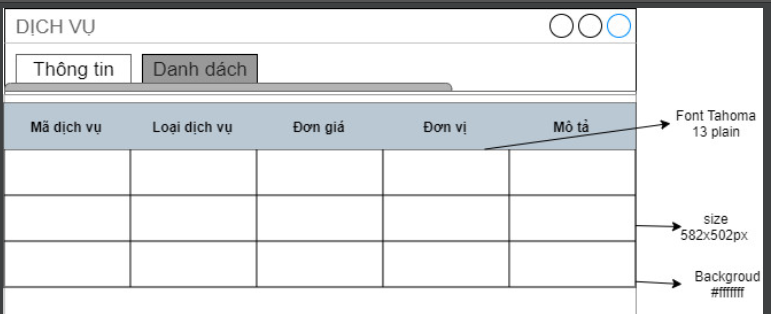 DỊCH VỤ
Thông tin
Danh dách
Mã dịch vụ
Loại dịch vụ
Đơn giá
Đơn vị
Mô tả
Font Tahoma
13 plain
size
582x502px
Backgroud
#fffffff